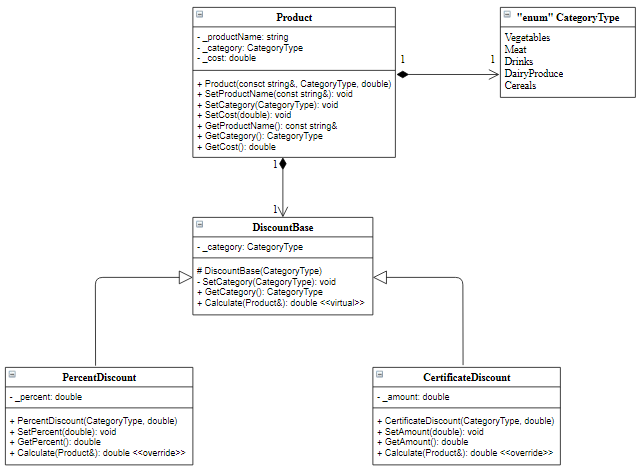 Product
- _productName: string
- _category: CategoryType
- _cost: double
+ Product(consct string&, CategoryType, double)
+ SetProductName(const string&): void
+ SetCategory(CategoryType): void
+ SetCost(double): void
+ GetProductName(): const string&
+ GetCategory(): CategoryType
+ GetCost(): double
1
1
"enum" CategoryType
Vegetables
Meat
Drinks
DairyProduce
Cereals
1
1
DiscountBase
- _category: CategoryType
# DiscountBase(CategoryType)
- SetCategory(CategoryType): void
+ GetCategory(): CategoryType
+ Calculate(Product&): double <<virtual>>
PercentDiscount
- _percent: double
+ PercentDiscount(CategoryType, double)
+ SetPercent(double): void
+ GetPercent(): double
+ Calculate(Product&): double <<override>>
CertificateDiscount
- _amount: double
+ CertificateDiscount(CategoryType, double)
+ SetAmount(double): void
+ GetAmount(): double
+ Calculate(Product&): double <<override>>